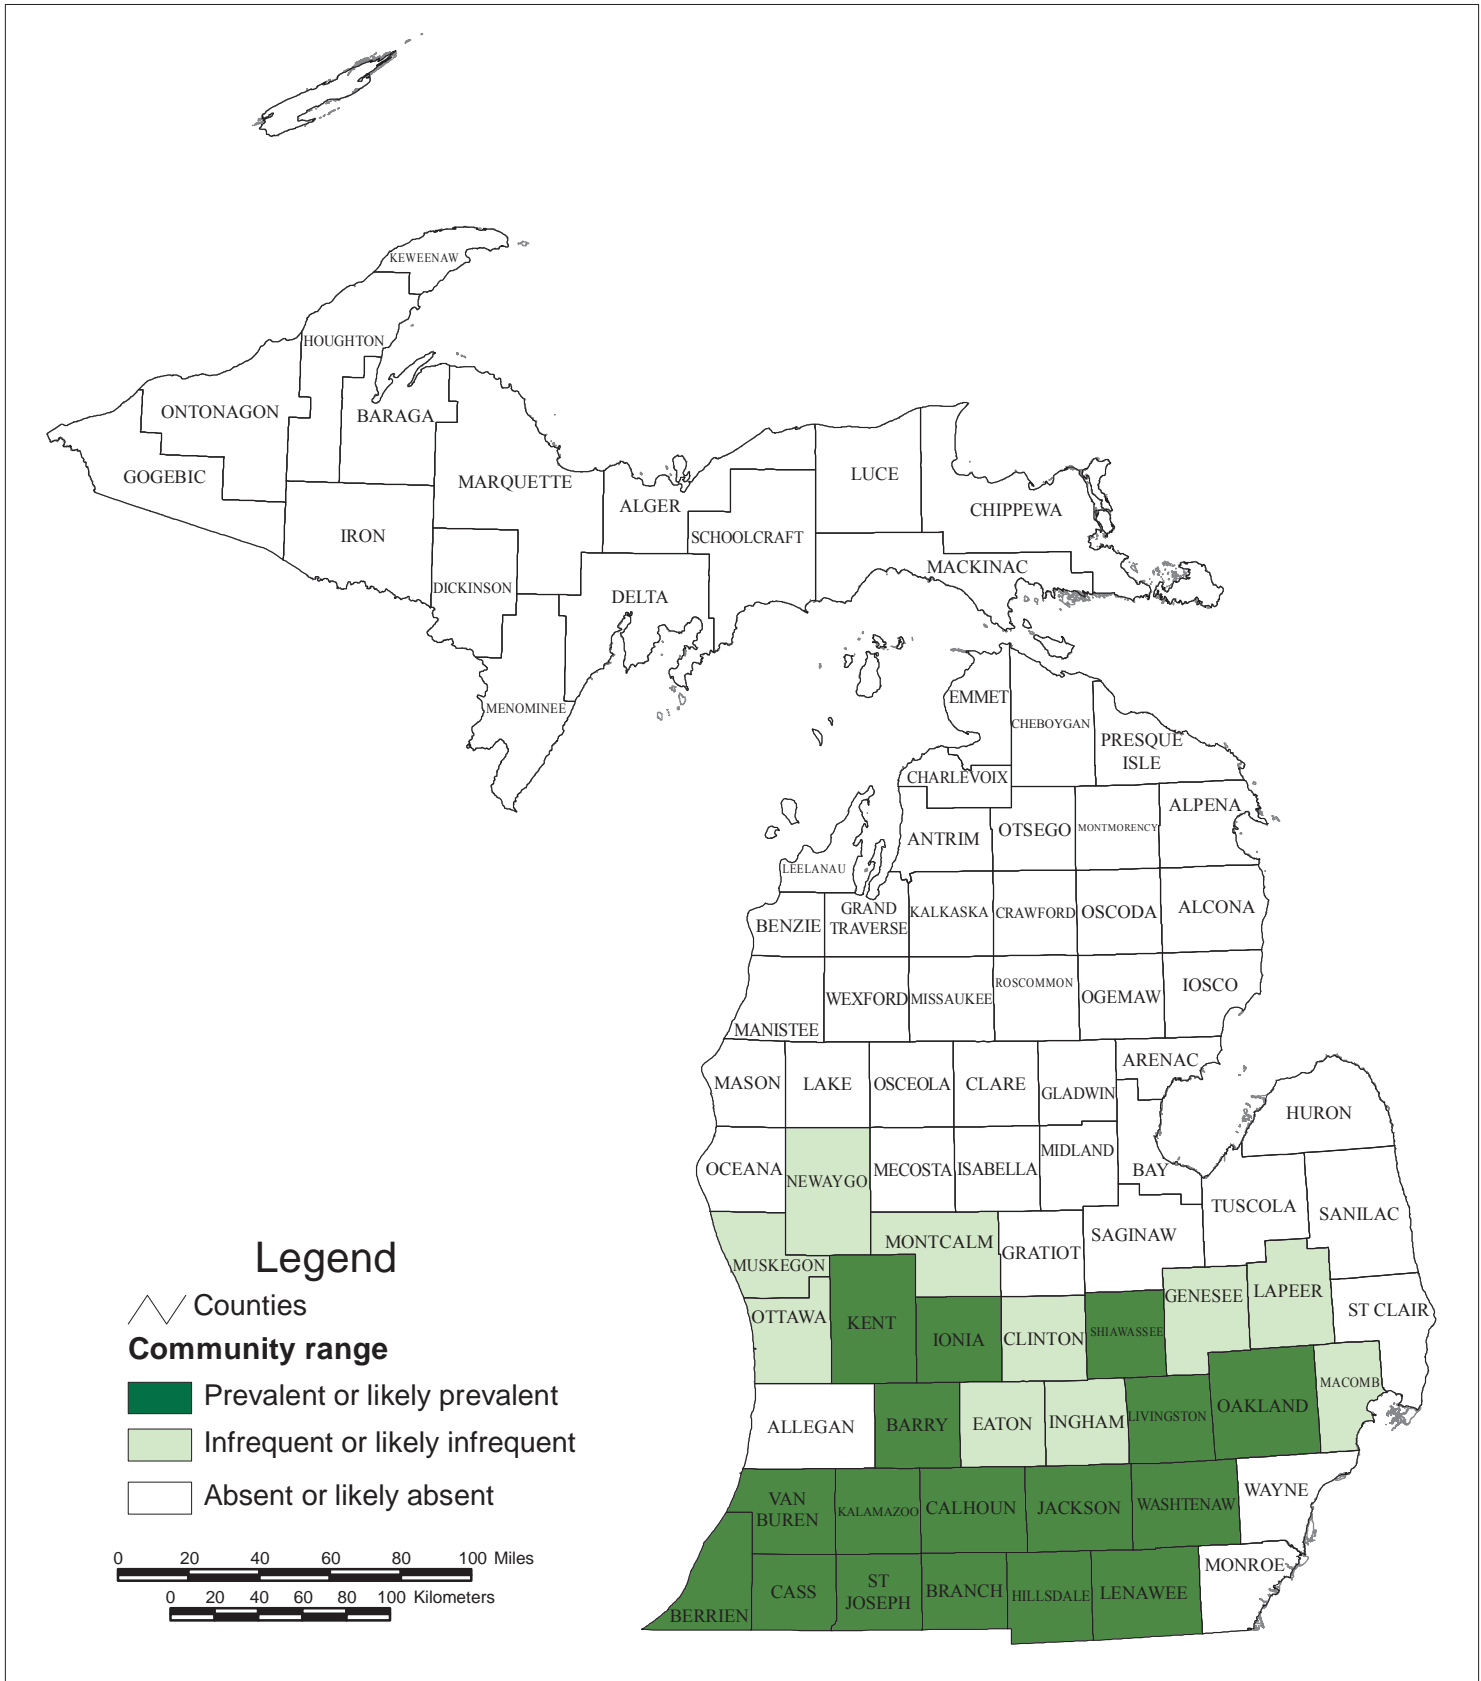 KEWEENAW
HOUGHTON
ONTONAGON
BARAGA
GOGEBIC
MARQUETTE
LUCE
ALGER
CHIPPEWA
IRON
SCHOOLCRAFT
MACKINAC
DICKINSON
DELTA
MENOMINEE
EMMET
CHEBOYGAN
PRESQUE
ISLE
CHARLEVOIX
ALPENA
ANTRIM
OTSEGO
MONTMORENCY
LEELANAU
BENZIE
GRAND
TRAVERSE
KALKASKA
CRAWFORD
OSCODA
ALCONA
MANISTEE
WEXFORD
MISSAUKEE
ROSCOMMON
OGEMAW
IOSCO
ARENAC
MASON
LAKE
OSCEOLA
CLARE
GLADWIN
HURON
OCEANA
NEWAYGO
MECOSTA
ISABELLA
MIDLAND
BAY
TUSCOLA
SANILAC
MUSKEGON
MONTCALM
GRATIOT
SAGINAW
GENESEE
LAPEER
ST CLAIR
OTTAWA
KENT
IONIA
CLINTON
SHIAWASSEE
MACOMB
ALLEGAN
BARRY
EATON
INGHAM
LIVINGSTON
OAKLAND
VAN
BUREN
KALAMAZOO
CALHOUN
JACKSON
WASHTENAW
WAYNE
BERRIEN
CASS
ST
JOSEPH
BRANCH
HILLSDALE
LENAWEE
MONROE
Legend
Counties
Community range
Prevalent or likely prevalent
Infrequent or likely infrequent
Absent or likely absent
0 20 40 60 80 100 Miles
0 20 40 60 80 100 Kilometers